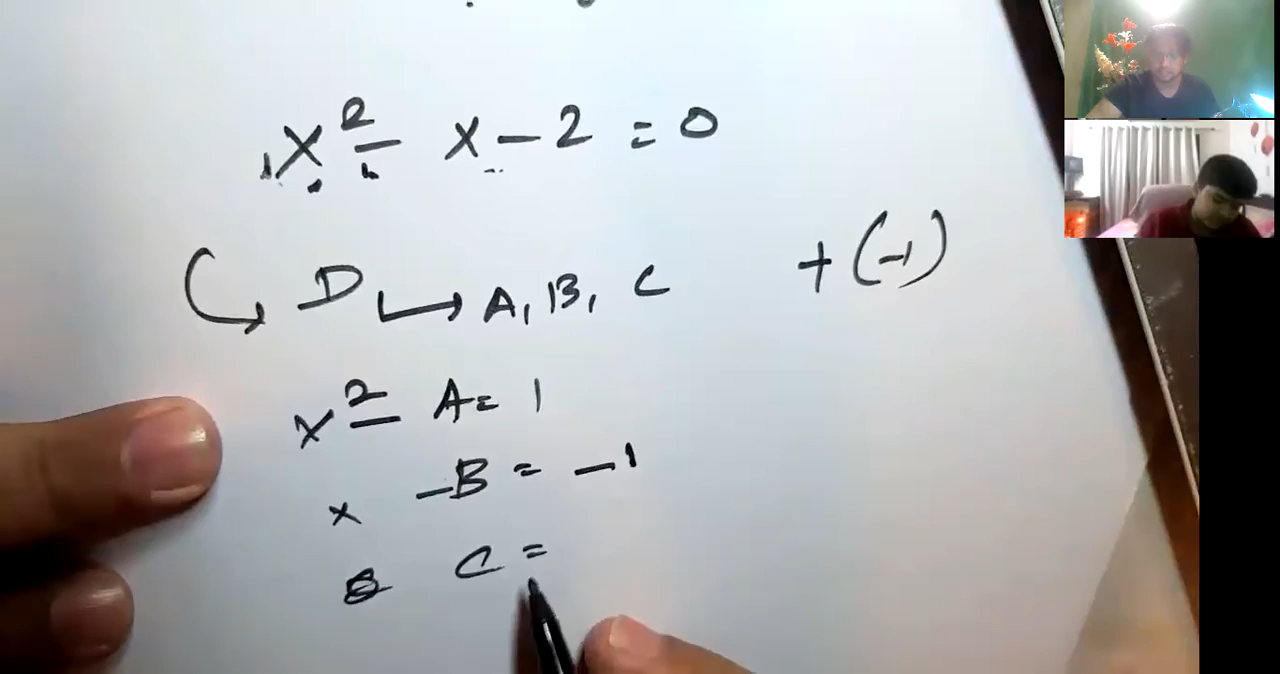 x² - x - 2 = 0
D ↳ A, B, C + (-1)
x² A = 1
x -B = -1
C =